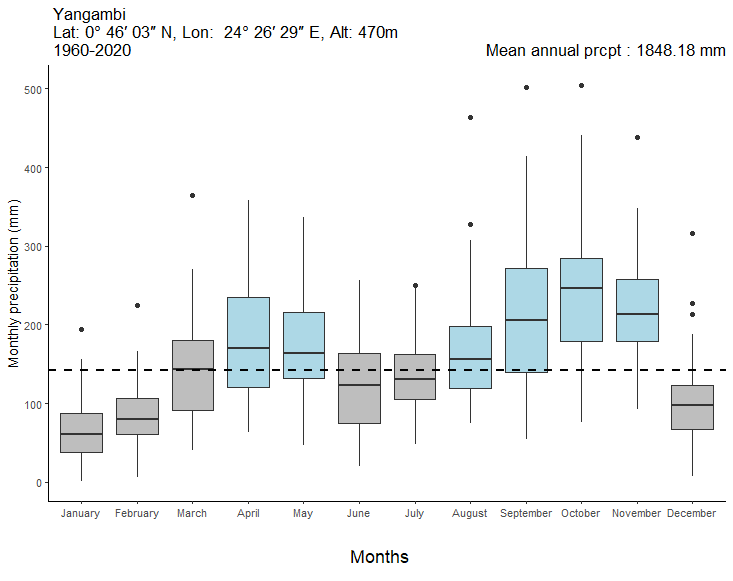 Yangambi
Lat: 0° 46′ 03″ N, Lon:  24° 26′ 29″ E, Alt: 470m
1960-2020
Mean annual prcpt : 1848.18 mm
Monthly precipitation (mm)
500
400
300
200
100
0
January February March April May June July August September October November December
Months